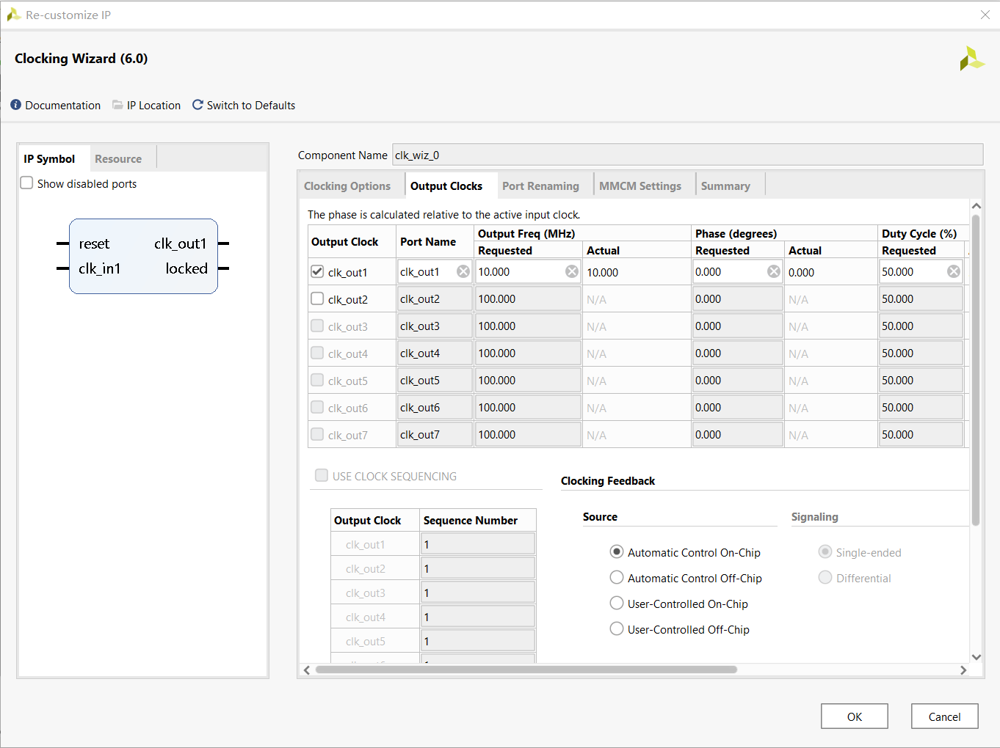 Re-customize IP
Clocking Wizard (6.0)
Documentation IP Location Switch to Defaults
IP Symbol Resource
Show disabled ports
reset clk_out1
clk_in1 locked
Component Name clk_wiz_0
Clocking Options Output Clocks Port Renaming MMCM Settings Summary
The phase is calculated relative to the active input clock.
Output Clock Port Name Output Freq (MHz) Phase (degrees) Duty Cycle (%)
Requested Actual Requested Actual Requested
clk_out1 clk_out1 10.000 10.000 0.000 0.000 50.000
clk_out2 clk_out2 100.000 N/A 0.000 N/A 50.000
clk_out3 clk_out3 100.000 N/A 0.000 N/A 50.000
clk_out4 clk_out4 100.000 N/A 0.000 N/A 50.000
clk_out5 clk_out5 100.000 N/A 0.000 N/A 50.000
clk_out6 clk_out6 100.000 N/A 0.000 N/A 50.000
clk_out7 clk_out7 100.000 N/A 0.000 N/A 50.000
USE CLOCK SEQUENCING
Output Clock Sequence Number
clk_out1 1
clk_out2 1
clk_out3 1
clk_out4 1
clk_out5 1
Clocking Feedback
Source Signaling
Automatic Control On-Chip Single-ended
Automatic Control Off-Chip Differential
User-Controlled On-Chip
User-Controlled Off-Chip
OK Cancel